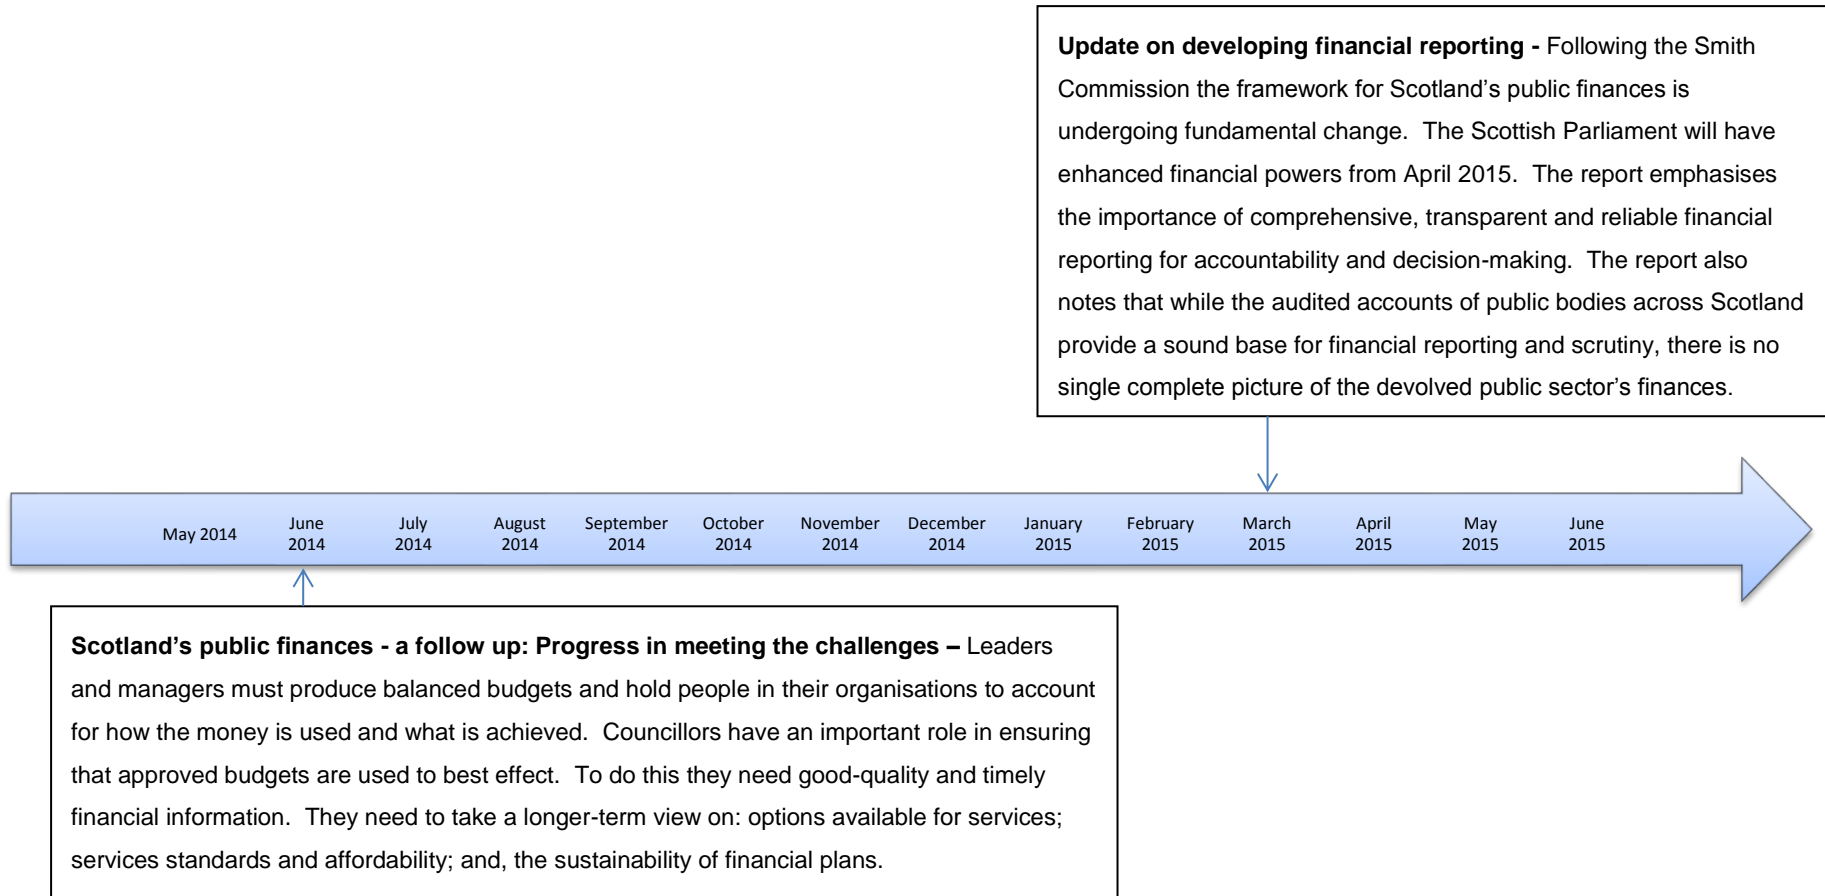 Update on developing financial reporting - Following the Smith
Commission the framework for Scotland’s public finances is
undergoing fundamental change.  The Scottish Parliament will have
enhanced financial powers from April 2015.  The report emphasises
the importance of comprehensive, transparent and reliable financial
reporting for accountability and decision-making.  The report also
notes that while the audited accounts of public bodies across Scotland
provide a sound base for financial reporting and scrutiny, there is no
single complete picture of the devolved public sector’s finances.
May 2014
June
2014
July
2014
August
2014
September
2014
October
2014
November
2014
December
2014
January
2015
February
2015
March
2015
April
2015
May
2015
June
2015
Scotland’s public finances - a follow up: Progress in meeting the challenges – Leaders
and managers must produce balanced budgets and hold people in their organisations to account
for how the money is used and what is achieved.  Councillors have an important role in ensuring
that approved budgets are used to best effect.  To do this they need good-quality and timely
financial information.  They need to take a longer-term view on: options available for services;
services standards and affordability; and, the sustainability of financial plans.